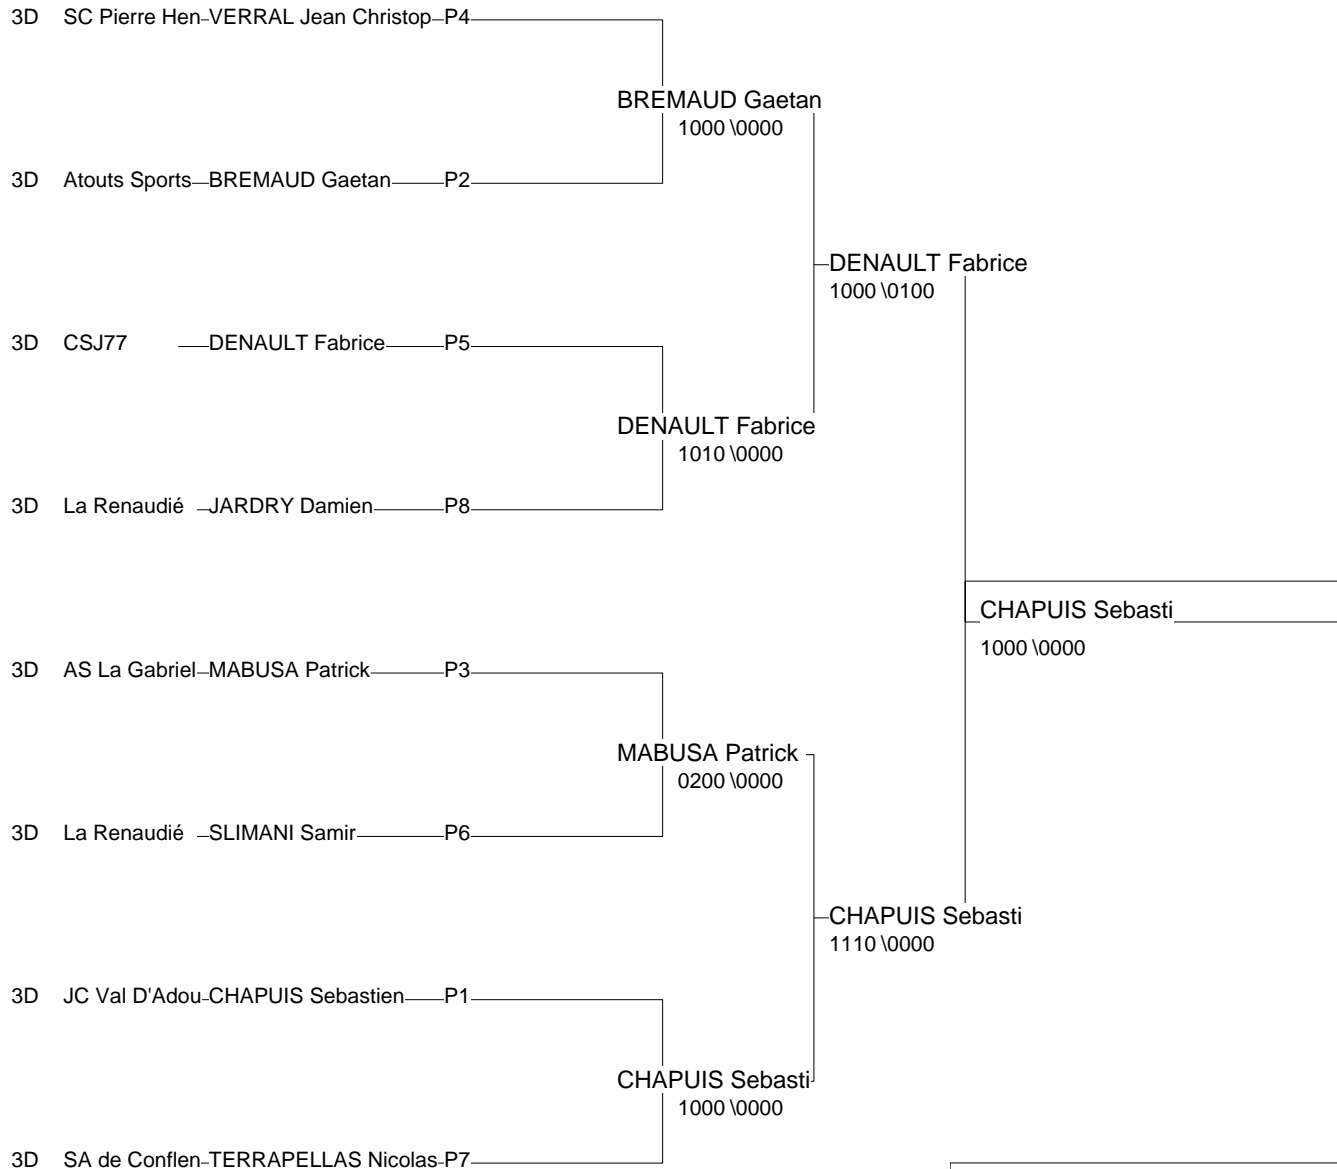 3D SC Pierre Hen VERRAL Jean Christop P4
BREMAUD Gaetan
1000 \0000
3D Atouts Sports BREMAUD Gaetan P2
DENAULT Fabrice
1000 \0100
3D CSJ77 DENAULT Fabrice P5
DENAULT Fabrice
1010 \0000
3D La Renaudié JARDRY Damien P8
CHAPUIS Sebasti
1000 \0000
3D AS La Gabriel MABUSA Patrick P3
MABUSA Patrick
0200 \0000
3D La Renaudié SLIMANI Samir P6
CHAPUIS Sebasti
1110 \0000
3D JC Val D'Adou CHAPUIS Sebastien P1
CHAPUIS Sebasti
1000 \0000
3D SA de Conflen TERRAPELLAS Nicolas P7